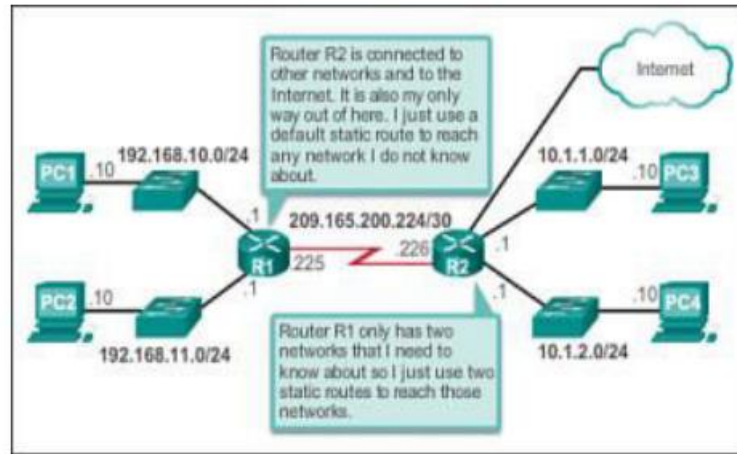 Router R2 is connected to
other networks and to the
Internet. It is also my only
way out of here. I just use a
default static route to reach
any network I do not know
about.
Internet
192.168.10.0/24
10.1.1.0/24
PC1
.10
.10
PC3
.1
209.165.200.224/30
R1
.225
.226
R2
.1
.1
.1
PC2
.10
.10
PC4
192.168.11.0/24
10.1.2.0/24
Router R1 only has two
networks that I need to
know about so I just use two
static routes to reach those
networks.